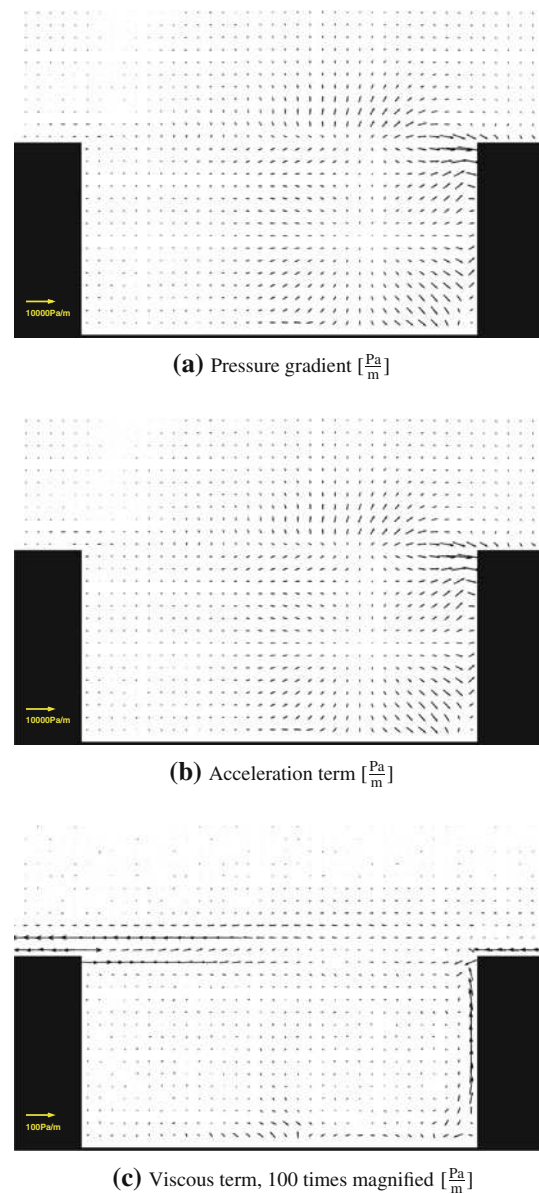 10000Pa/m
(a) Pressure gradient [Pa/m]
10000Pa/m
(b) Acceleration term [Pa/m]
100Pa/m
(c) Viscous term, 100 times magnified [Pa/m]